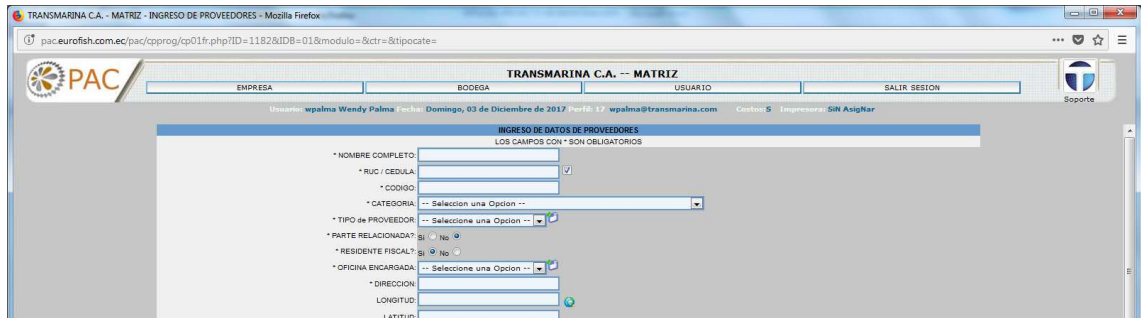 TRANSMARINA C.A. - MATRIZ - INGRESO DE PROVEEDORES - Mozilla Firefox
pac.eurofish.com.ec/pac/cpprog/cp01fr.php?ID=1182&IDB=01&modulo=&ctr=&tipocate=
PAC
TRANSMARINA C.A. -- MATRIZ
EMPRESA BODEGA USUARIO SALIR SESION
Soporte
Usuario: wpalma Wendy Palma Fecha: Domingo, 03 de Diciembre de 2017 Perfil: 17 wpalma@transmarina.com Costos: S Impresora: SiN AsigNar
INGRESO DE DATOS DE PROVEEDORES
LOS CAMPOS CON * SON OBLIGATORIOS
* NOMBRE COMPLETO:
* RUC / CEDULA:
* CODIGO:
* CATEGORIA: -- Seleccion una Opcion --
* TIPO de PROVEEDOR: -- Seleccione una Opcion --
* PARTE RELACIONADA?: Si No
* RESIDENTE FISCAL?: Si No
* OFICINA ENCARGADA: -- Seleccione una Opcion --
* DIRECCION:
LONGITUD:
LATITUD: